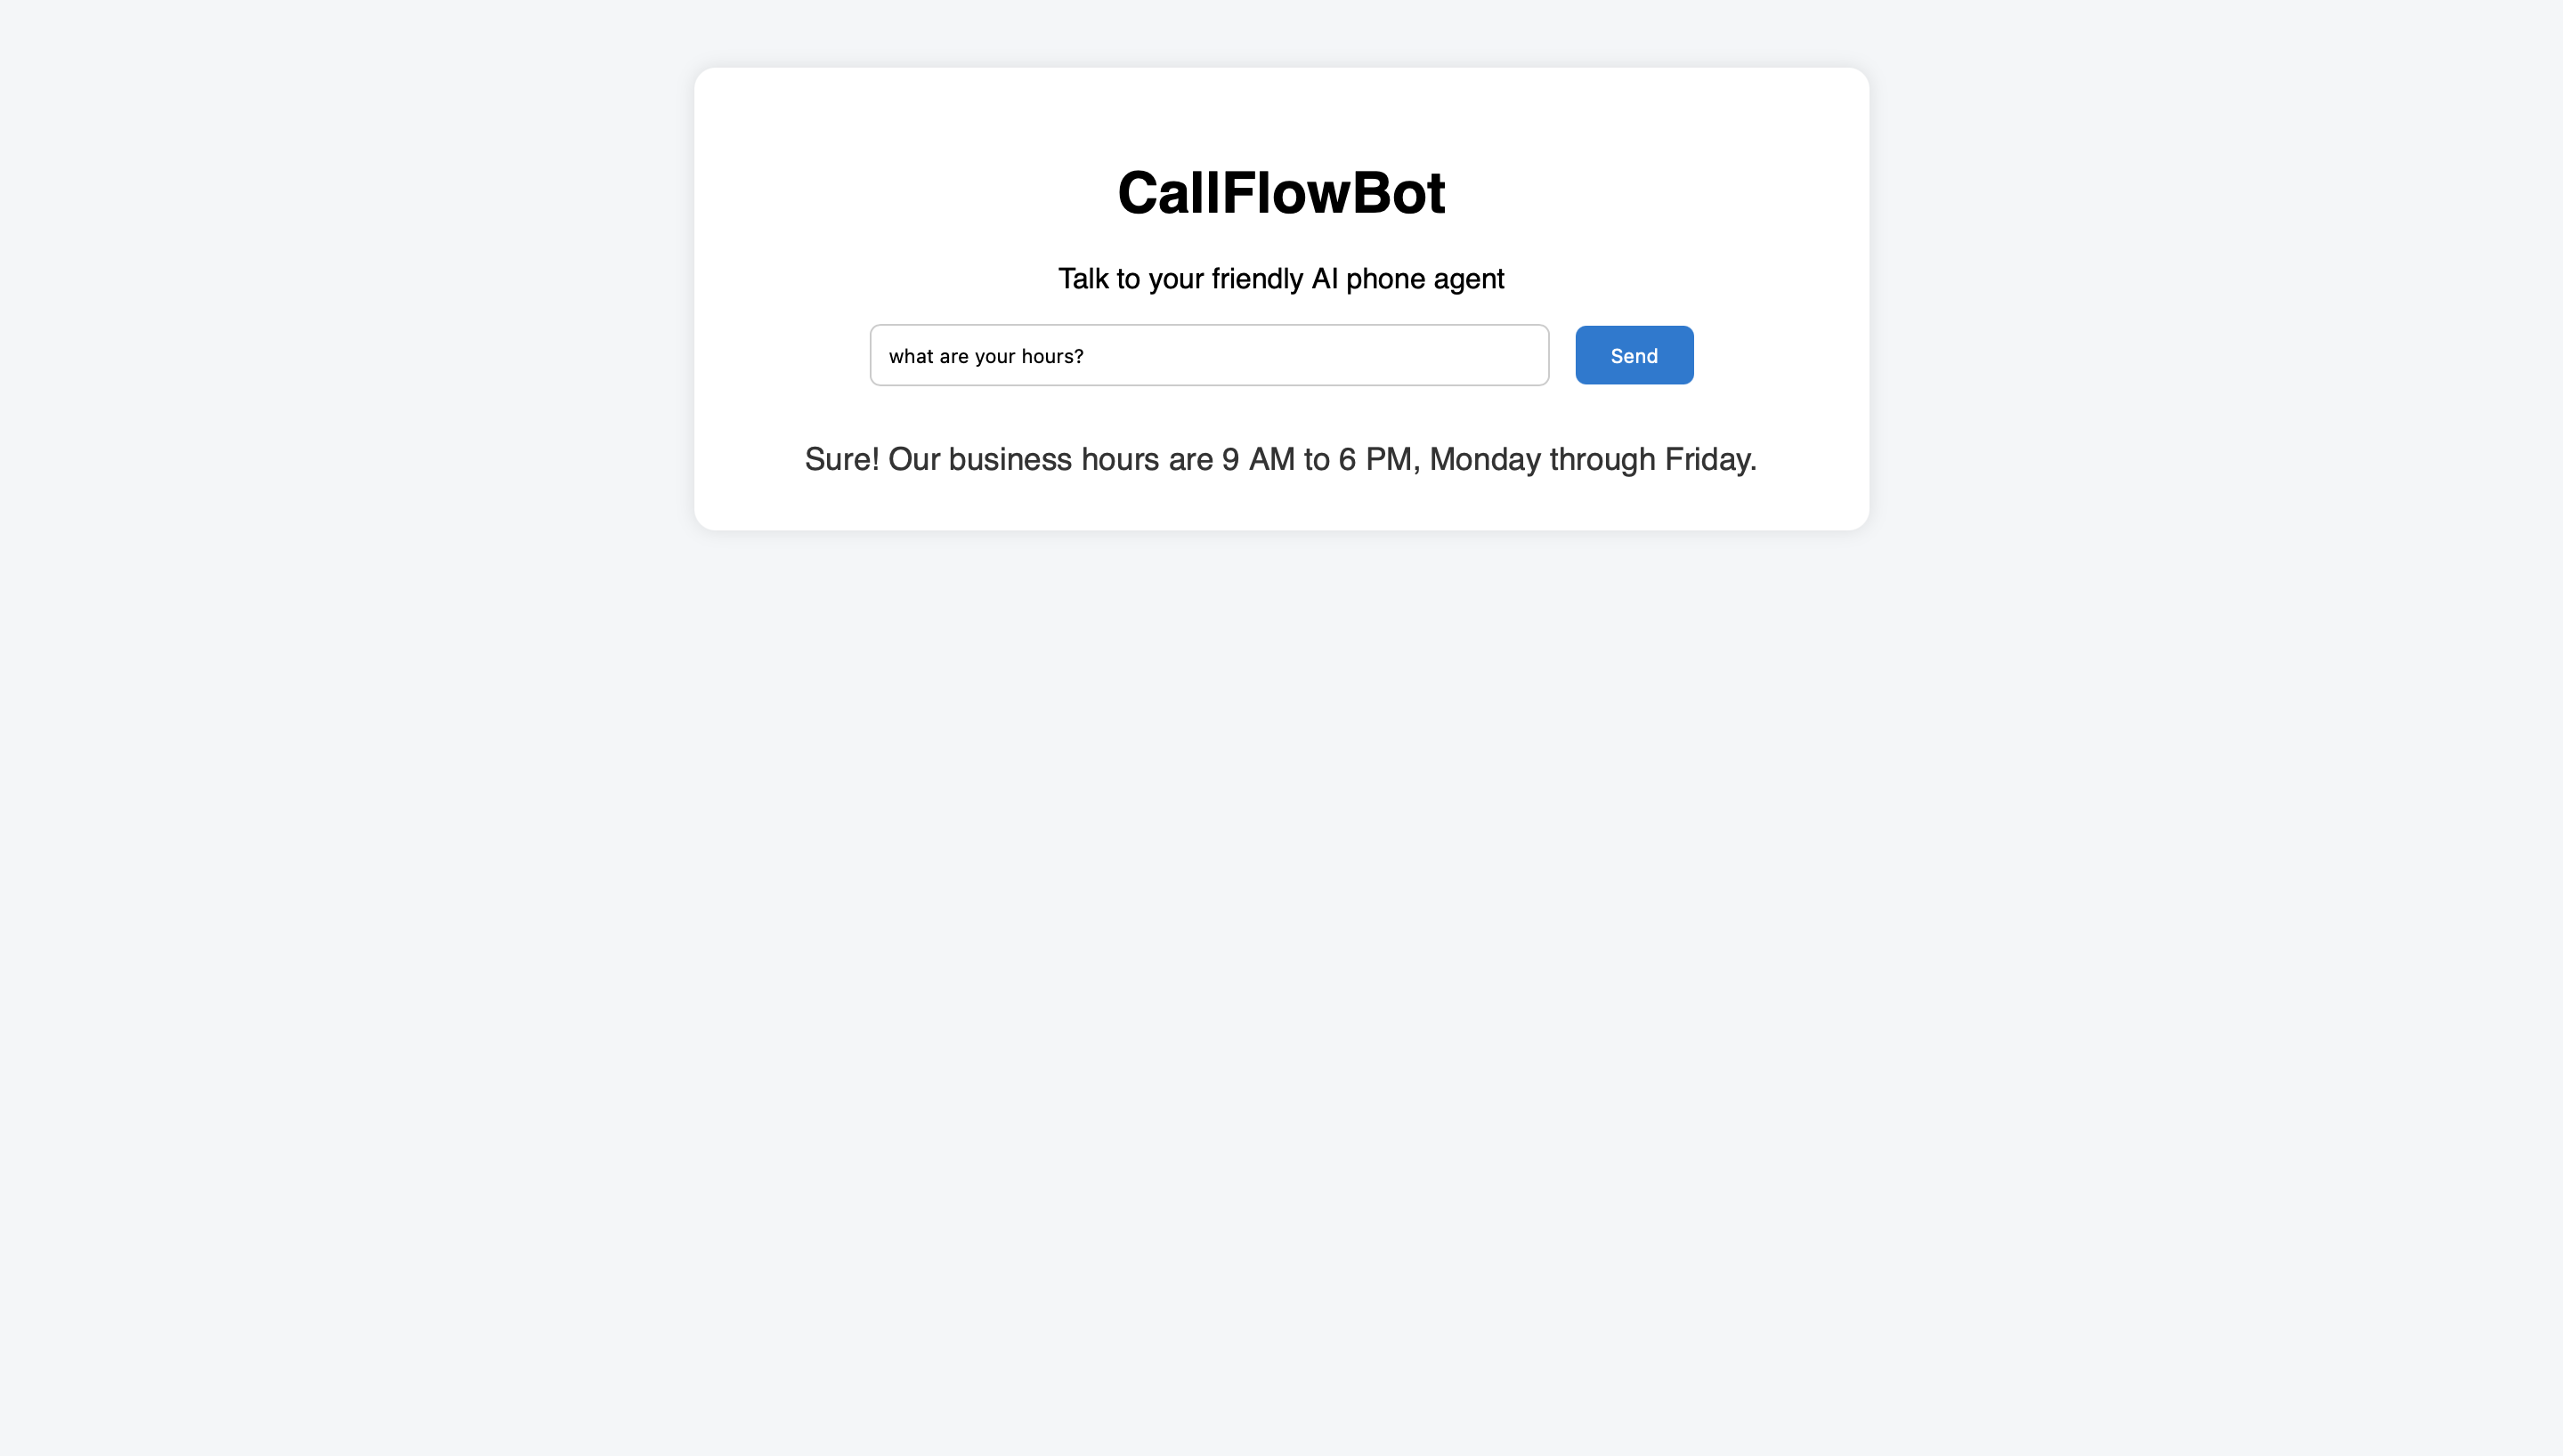 CallFlowBot
Talk to your friendly AI phone agent
what are your hours?
Send
Sure! Our business hours are 9 AM to 6 PM, Monday through Friday.